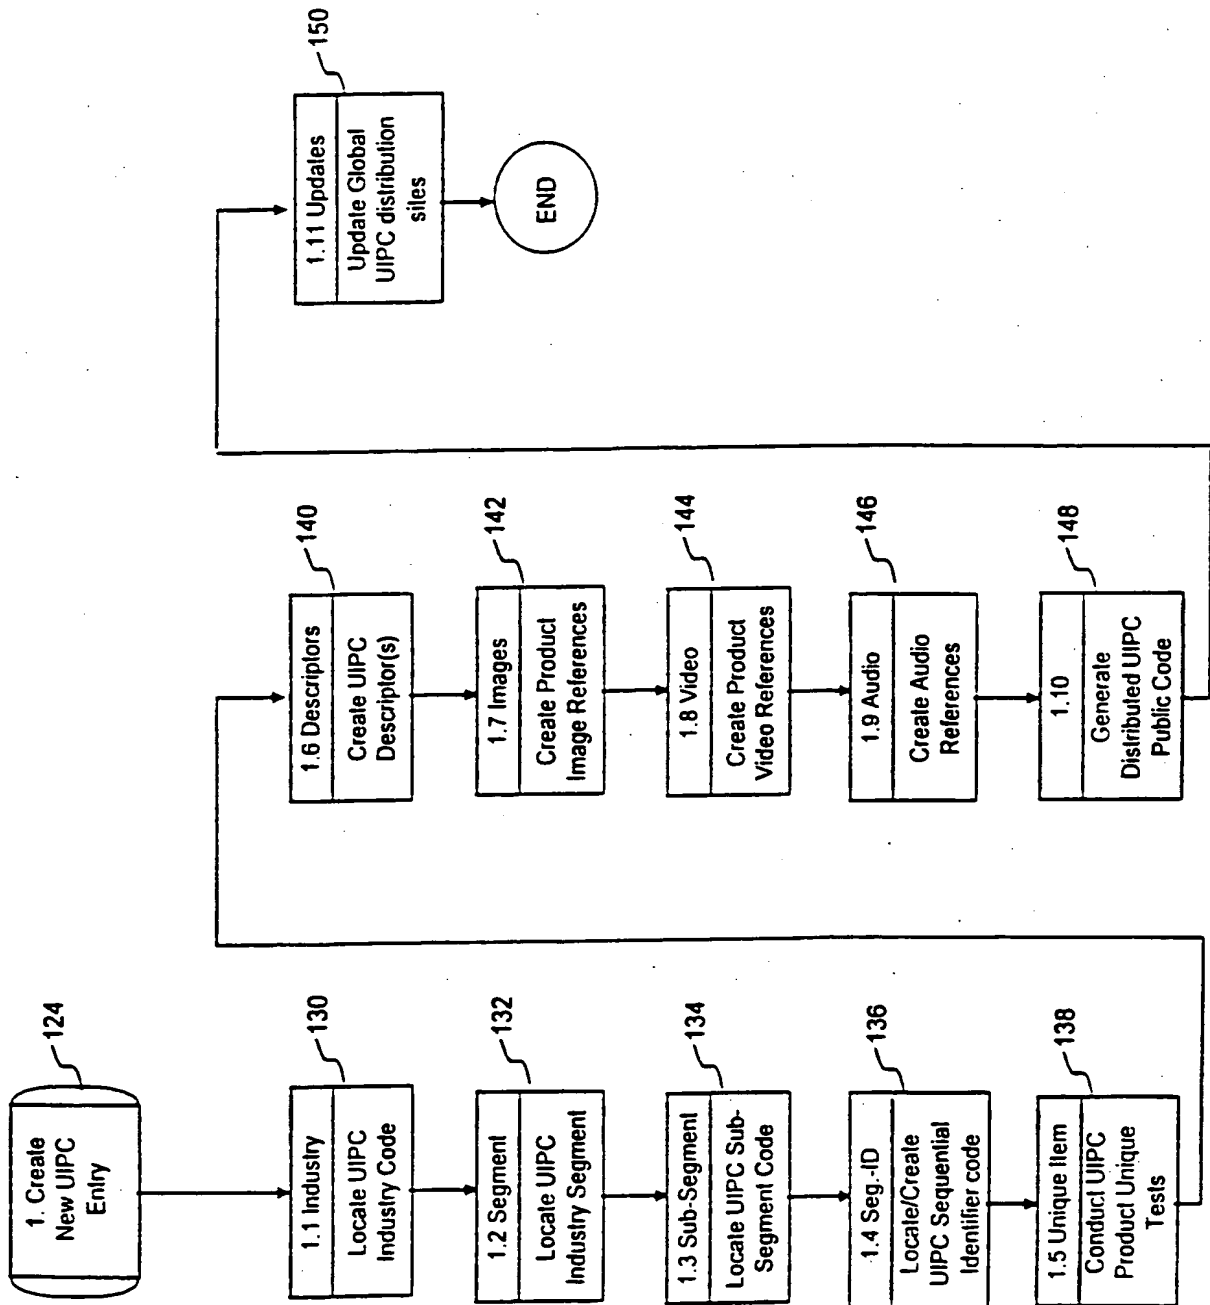 1. Create
New UIPC
Entry
124
1.1 Industry
Locate UIPC
Industry Code
130
1.2 Segment
Locate UIPC
Industry Segment
132
1.3 Sub-Segment
Locate UIPC Sub-
Segment Code
134
1.4 Seg.-ID
Locate/Create
UIPC Sequential
Identifier code
136
1.5 Unique Item
Conduct UIPC
Product Unique
Tests
138
1.6 Descriptors
Create UIPC
Descriptor(s)
140
1.7 Images
Create Product
Image References
142
1.8 Video
Create Product
Video References
144
1.9 Audio
Create Audio
References
146
1.10
Generate
Distributed UIPC
Public Code
148
1.11 Updates
Update Global
UIPC distribution
siles
150
END